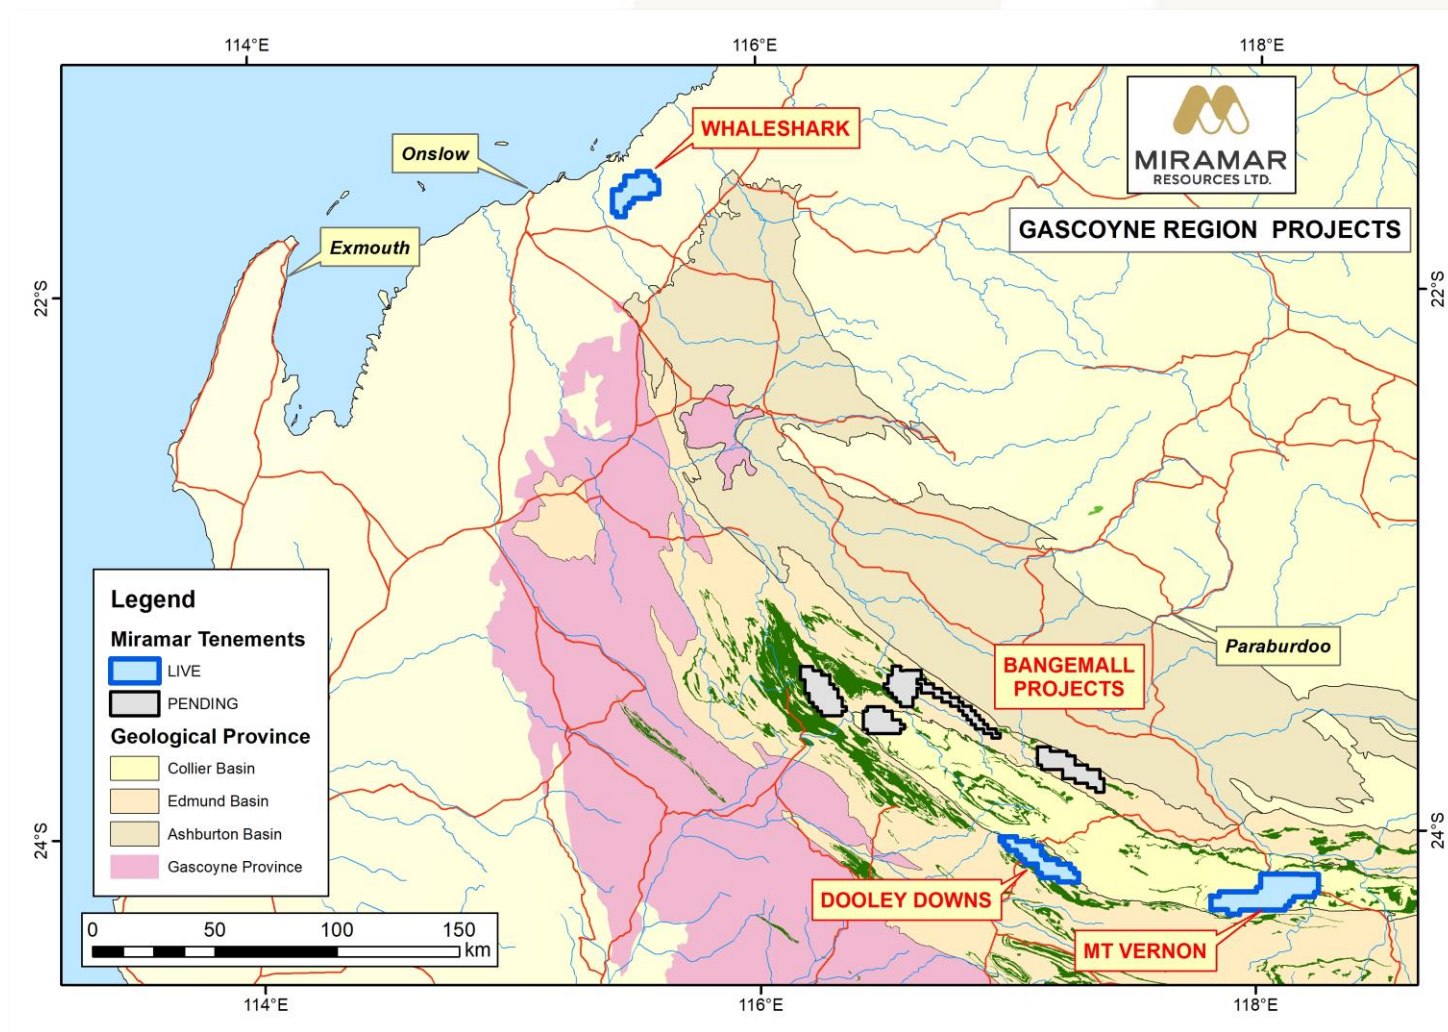 114°E
116°E
118°E
WHALESHARK
Onslow
MIRAMAR
RESOURCES LTD.
GASCOYNE REGION PROJECTS
Exmouth
22°S
22°S
Legend
Miramar Tenements
LIVE
PENDING
Geological Province
Collier Basin
Edmund Basin
Ashburton Basin
Gascoyne Province
Paraburdoo
BANGEMALL
PROJECTS
24°S
24°S
DOOLEY DOWNS
MT VERNON
0 50 100 150
km
114°E
116°E
118°E